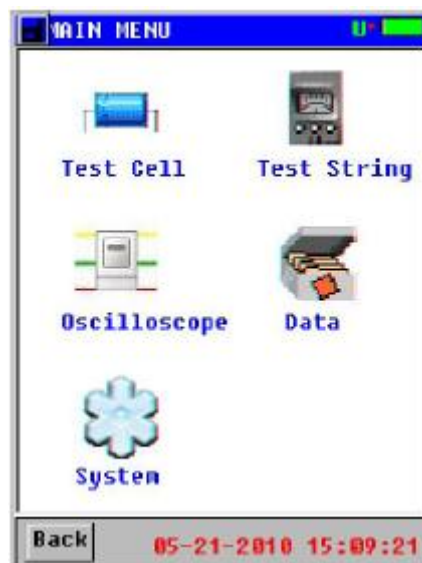 MAIN MENU U
Test Cell Test String
Oscilloscope Data
System
Back 05-21-2010 15:09:21